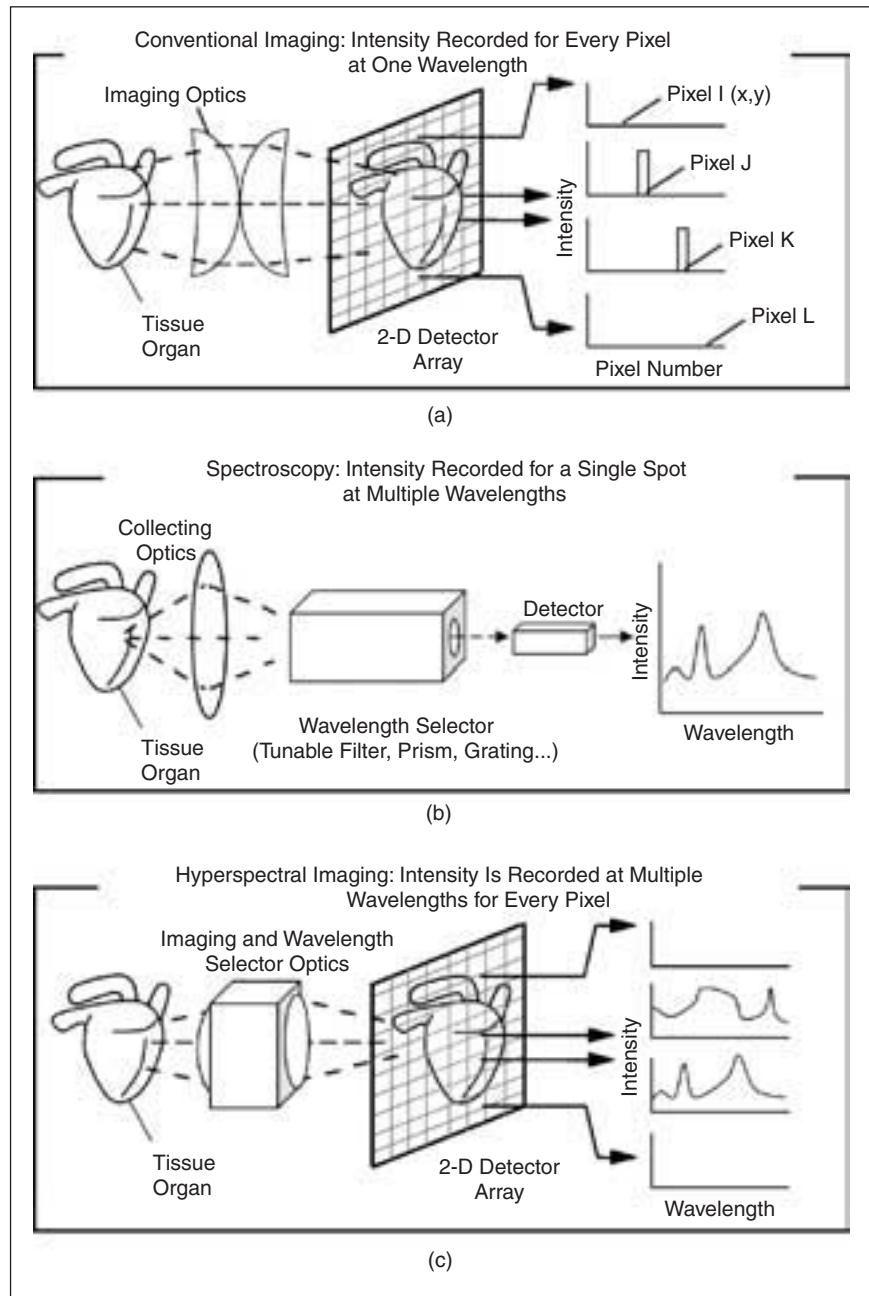 Conventional Imaging: Intensity Recorded for Every Pixel
at One Wavelength
Imaging Optics
Pixel I (x,y)
Pixel J
Intensity
Pixel K
Tissue
Organ
2-D Detector
Array
Pixel L
Pixel Number
(a)
Spectroscopy: Intensity Recorded for a Single Spot
at Multiple Wavelengths
Collecting
Optics
Detector
Intensity
Tissue
Organ
Wavelength Selector
(Tunable Filter, Prism, Grating...)
Wavelength
(b)
Hyperspectral Imaging: Intensity Is Recorded at Multiple
Wavelengths for Every Pixel
Imaging and Wavelength
Selector Optics
Intensity
Tissue
Organ
2-D Detector
Array
Wavelength
(c)